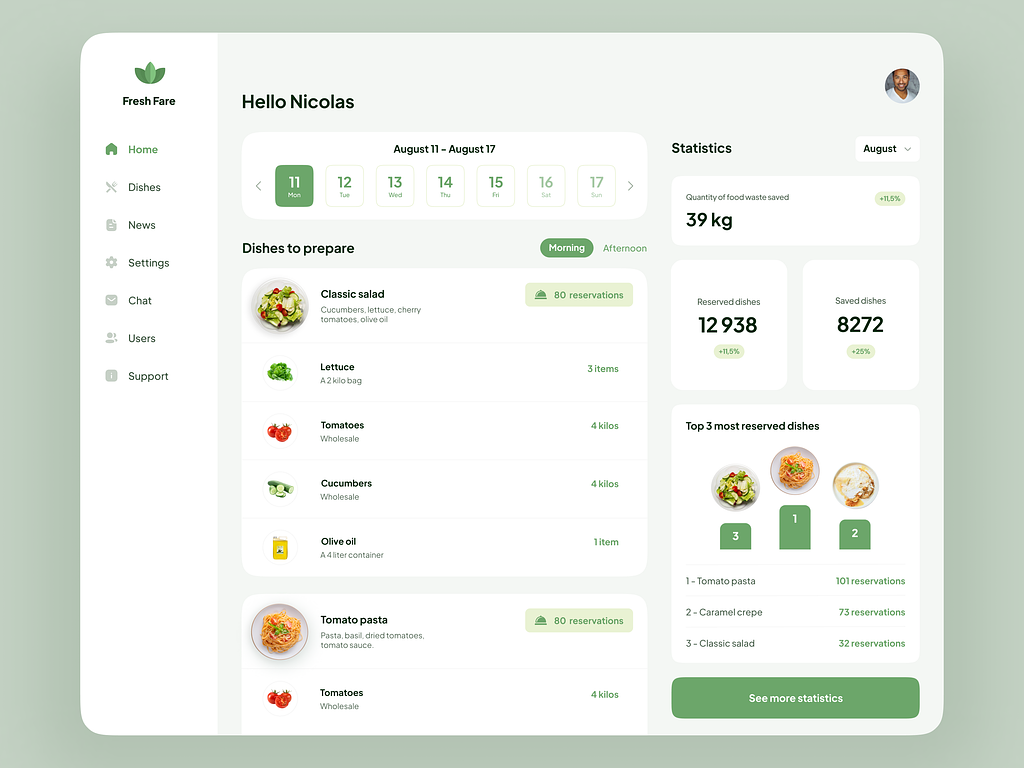 Fresh Fare
Home
Dishes
News
Settings
Chat
Users
Support
Hello Nicolas
August 11 - August 17
11
Mon
12
Tue
13
Wed
14
Thu
15
Fri
16
Sat
17
Sun
Dishes to prepare
Morning
Afternoon
Classic salad
Cucumbers, lettuce, cherry
tomatoes, olive oil
80 reservations
Lettuce
A 2 kilo bag
3 items
Tomatoes
Wholesale
4 kilos
Cucumbers
Wholesale
4 kilos
Olive oil
A 4 liter container
1 item
Tomato pasta
Pasta, basil, dried tomatoes,
tomato sauce.
80 reservations
Tomatoes
Wholesale
4 kilos
Statistics
August
Quantity of food waste saved
39 kg
+11,5%
Reserved dishes
12 938
+11,5%
Saved dishes
8272
+25%
Top 3 most reserved dishes
3
1
2
1 - Tomato pasta
101 reservations
2 - Caramel crepe
73 reservations
3 - Classic salad
32 reservations
See more statistics